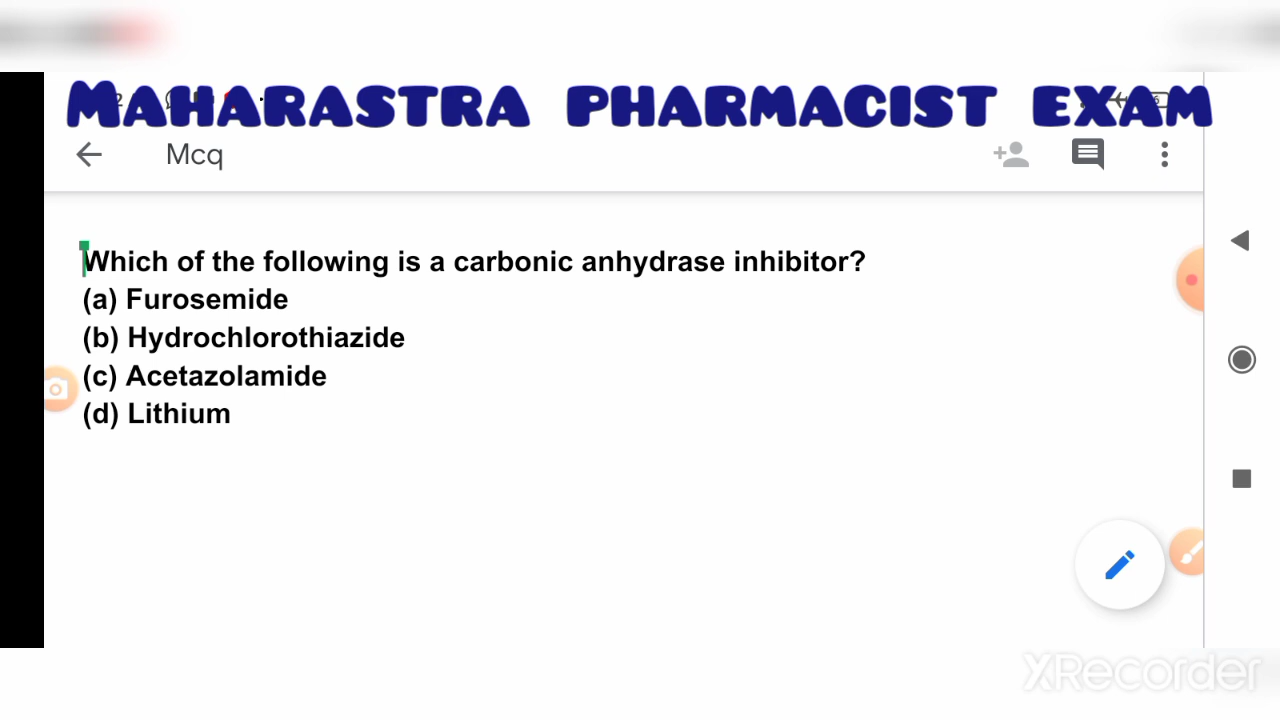 MAHARASTRA PHARMACIST EXAM
Mcq
Which of the following is a carbonic anhydrase inhibitor?
(a) Furosemide
(b) Hydrochlorothiazide
(c) Acetazolamide
(d) Lithium
XRecorder